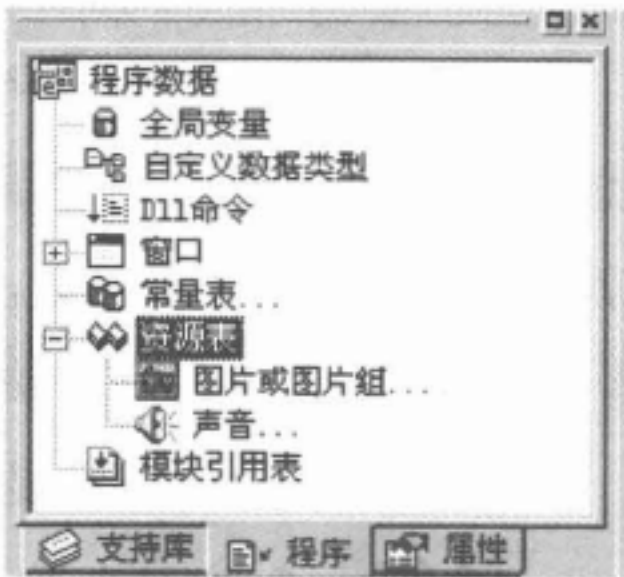 程序数据
全局变量
自定义数据类型
Dll命令
窗口
常量表...
资源表
图片或图片组....
声音...
模块引用表
支持库 程序 属性